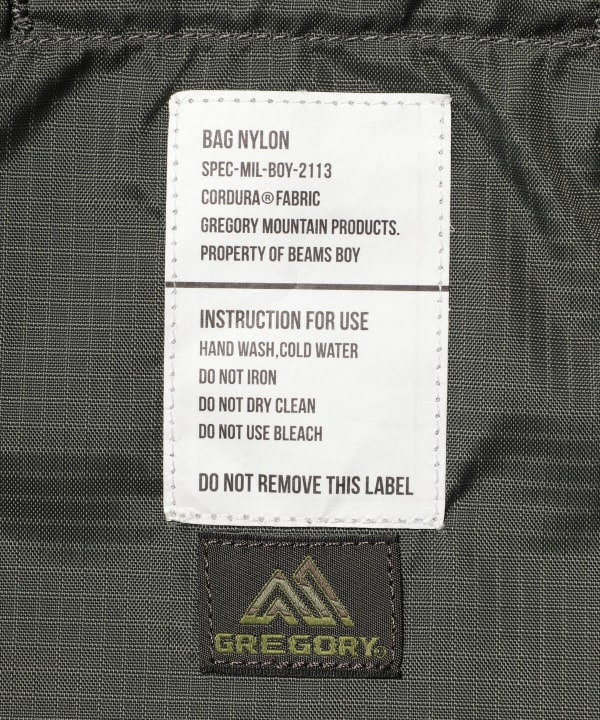 BAG NYLON
SPEC-MIL-BOY-2113
CORDURA®FABRIC
GREGORY MOUNTAIN PRODUCTS.
PROPERTY OF BEAMS BOY
INSTRUCTION FOR USE
HAND WASH,COLD WATER
DO NOT IRON
DO NOT DRY CLEAN
DO NOT USE BLEACH
DO NOT REMOVE THIS LABEL
GREGORY®